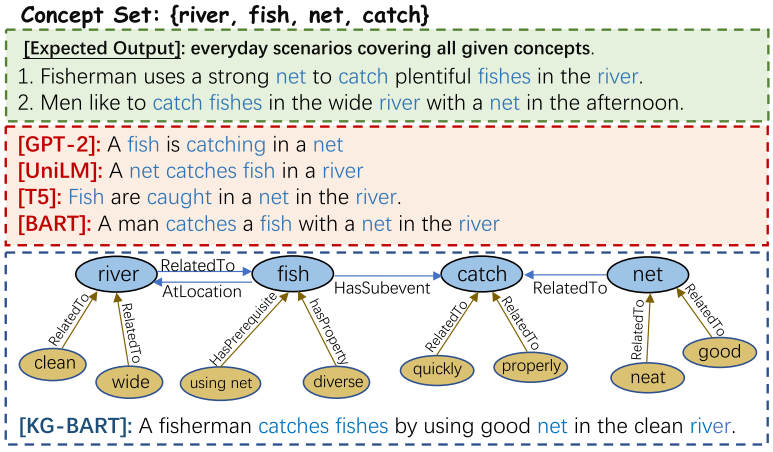 Concept Set: {river, fish, net, catch}
[Expected Output]: everyday scenarios covering all given concepts.
1. Fisherman uses a strong net to catch plentiful fishes in the river.
2. Men like to catch fishes in the wide river with a net in the afternoon.
[GPT-2]: A fish is catching in a net
[UniLM]: A net catches fish in a river
[T5]: Fish are caught in a net in the river.
[BART]: A man catches a fish with a net in the river
river RelatedTo fish catch net
AtLocation HasSubevent RelatedTo
RelatedTo RelatedTo HasPrerequisite hasProperty RelatedTo RelatedTo RelatedTo RelatedTo
clean wide using net diverse quickly properly neat good
[KG-BART]: A fisherman catches fishes by using good net in the clean river.